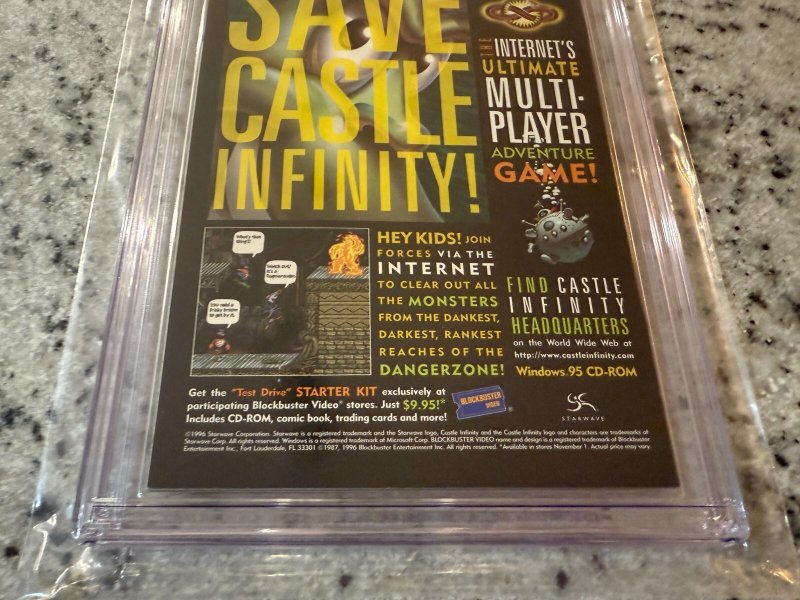 SAVE
CASTLE
INFINITY!
THE INTERNET'S
ULTIMATE
MULTI-
PLAYER
ADVENTURE
GAME!
What's that thing?!
Watch out! It's a
You need a frisky broom to get by it.
HEY KIDS! JOIN
FORCES VIA THE
INTERNET
TO CLEAR OUT ALL
THE MONSTERS
FROM THE DANKEST,
DARKEST, RANKEST
REACHES OF THE
DANGERZONE!
FIND CASTLE
INFINITY
HEADQUARTERS
on the World Wide Web at
http://www.castleinfinity.com
Windows 95 CD-ROM
Get the "Test Drive" STARTER KIT exclusively at
participating Blockbuster Video® stores. Just $9.95!*
Includes CD-ROM, comic book, trading cards and more!
BLOCKBUSTER
VIDEO®
STARWAVE
©1996 Starwave Corporation. Starwave is a registered trademark and the Starwave logo, Castle Infinity and the Castle Infinity logo and characters are trademarks of
Starwave Corp. All rights reserved. Windows is a registered trademark of Microsoft Corp. BLOCKBUSTER VIDEO name and design is a registered trademark of Blockbuster
Entertainment Inc., Fort Lauderdale, FL 33301 ©1987, 1996 Blockbuster Entertainment Inc. All rights reserved. *Available in stores November 1. Actual price may vary.